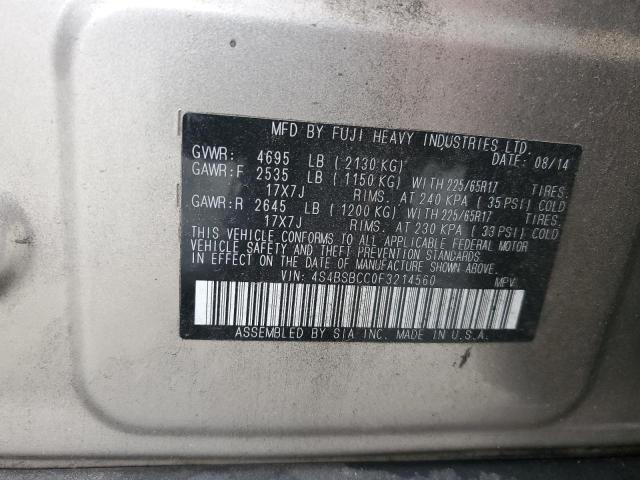 MFD BY FUJI HEAVY INDUSTRIES LTD.
GVWR: 4695 LB (2130 KG) DATE: 08/14
GAWR:F 2535 LB (1150 KG) WITH 225/65R17 TIRES.
17X7J RIMS. AT 240 KPA (35 PSI) COLD
GAWR:R 2645 LB (1200 KG) WITH 225/65R17 TIRES.
17X7J RIMS. AT 230 KPA (33 PSI) COLD
THIS VEHICLE CONFORMS TO ALL APPLICABLE FEDERAL MOTOR
VEHICLE SAFETY AND THEFT PREVENTION STANDARDS
IN EFFECT ON THE DATE OF MANUFACTURE SHOWN ABOVE.
VIN: 4S4BSBCC0F3214560 MPV
ASSEMBLED BY SIA INC. MADE IN U.S.A.